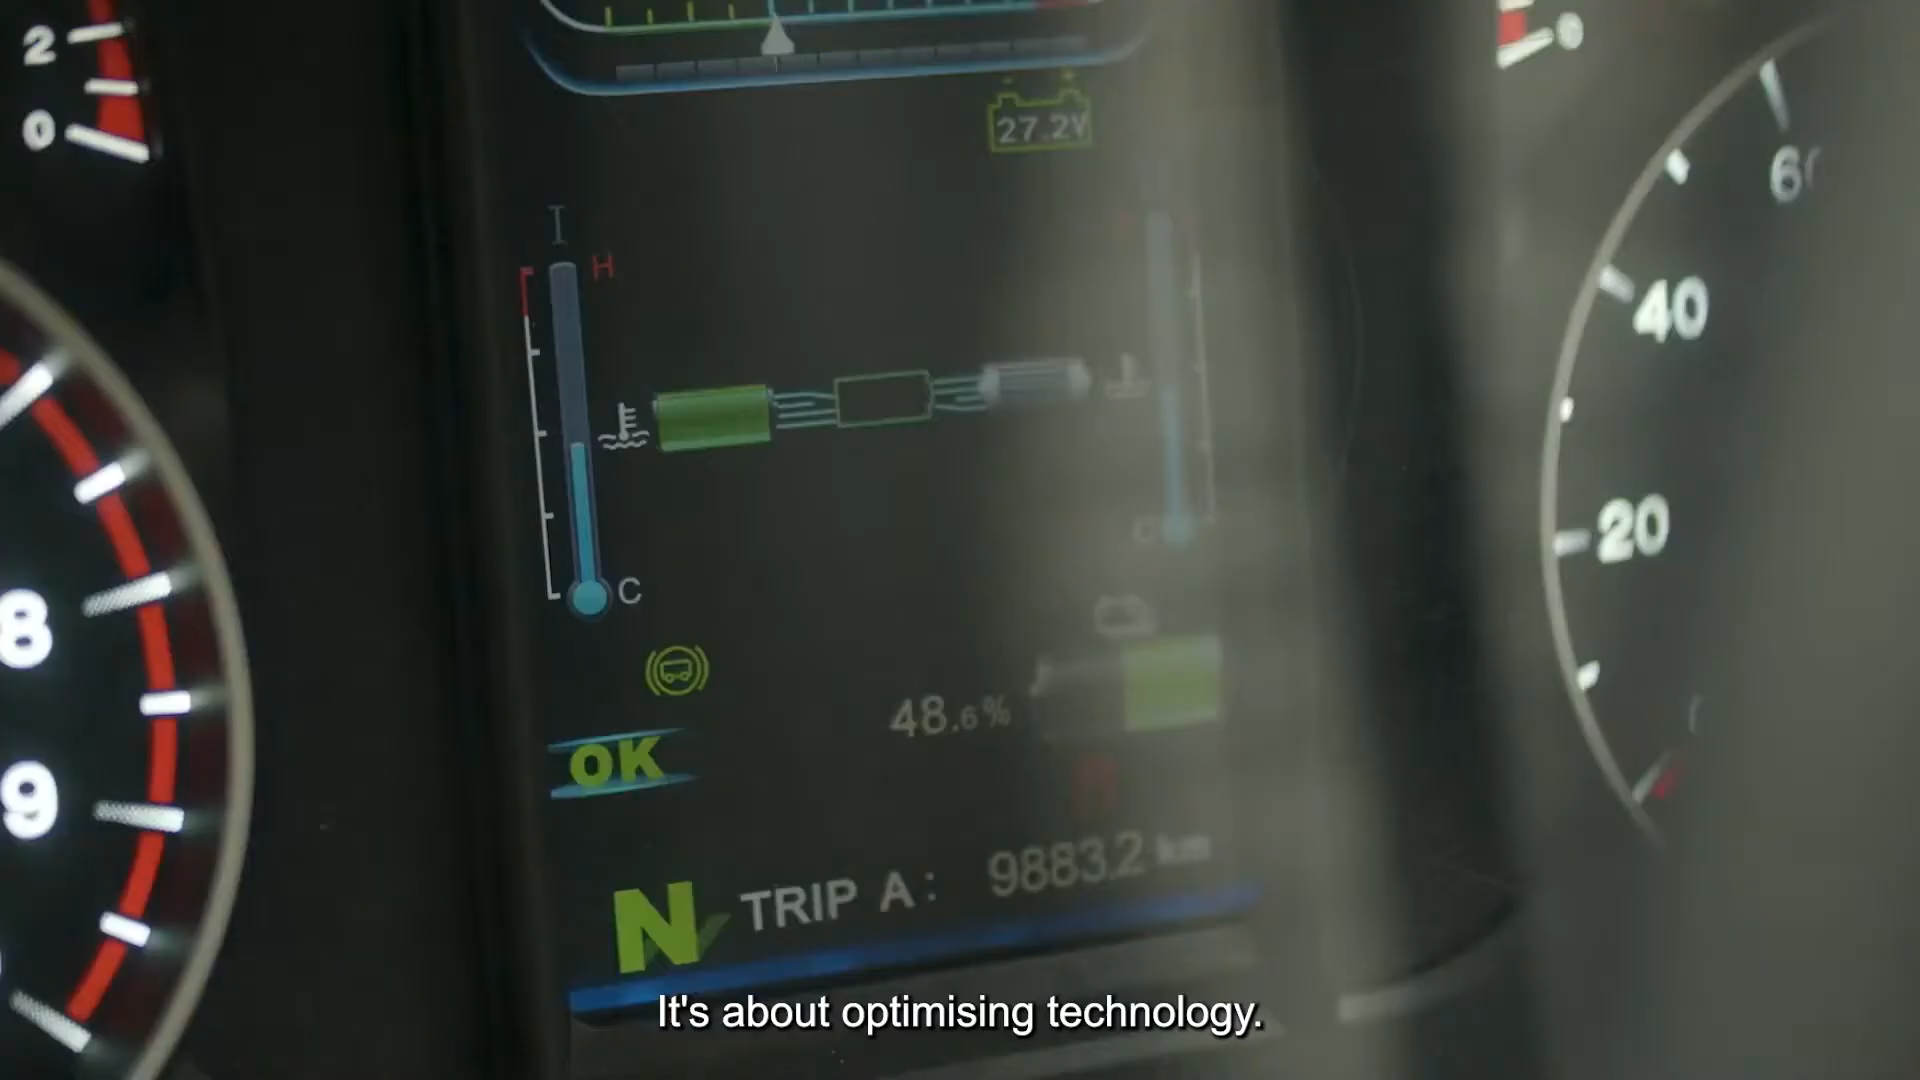 2
0
0
27.2V
60
H
40
20
C
C
8
48.6%
OK
9
N TRIP A: 9883.2 km
It's about optimising technology.